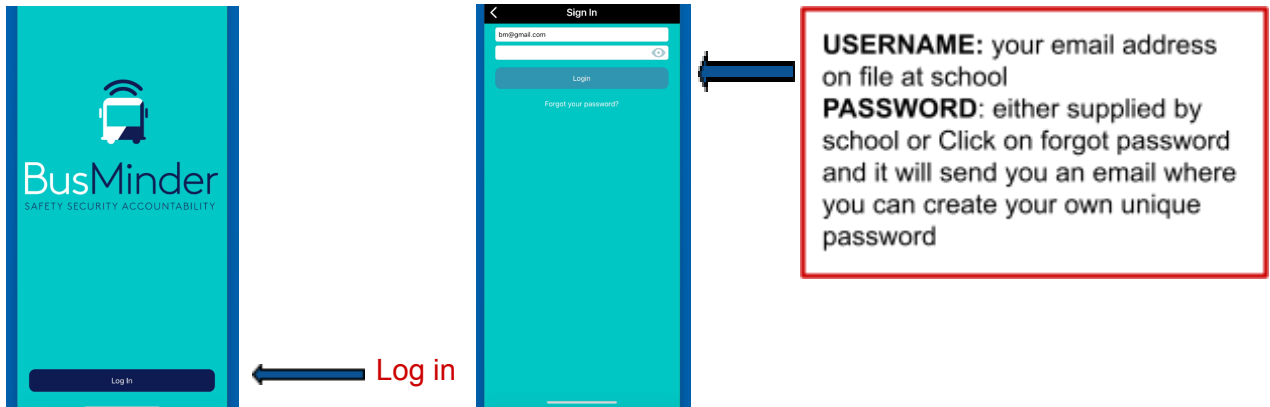 BusMinder
SAFETY SECURITY ACCOUNTABILITY
Log In
Log in
Sign In
bm@gmail.com
Login
Forgot your password?
USERNAME: your email address
on file at school
PASSWORD: either supplied by
school or Click on forgot password
and it will send you an email where
you can create your own unique
password